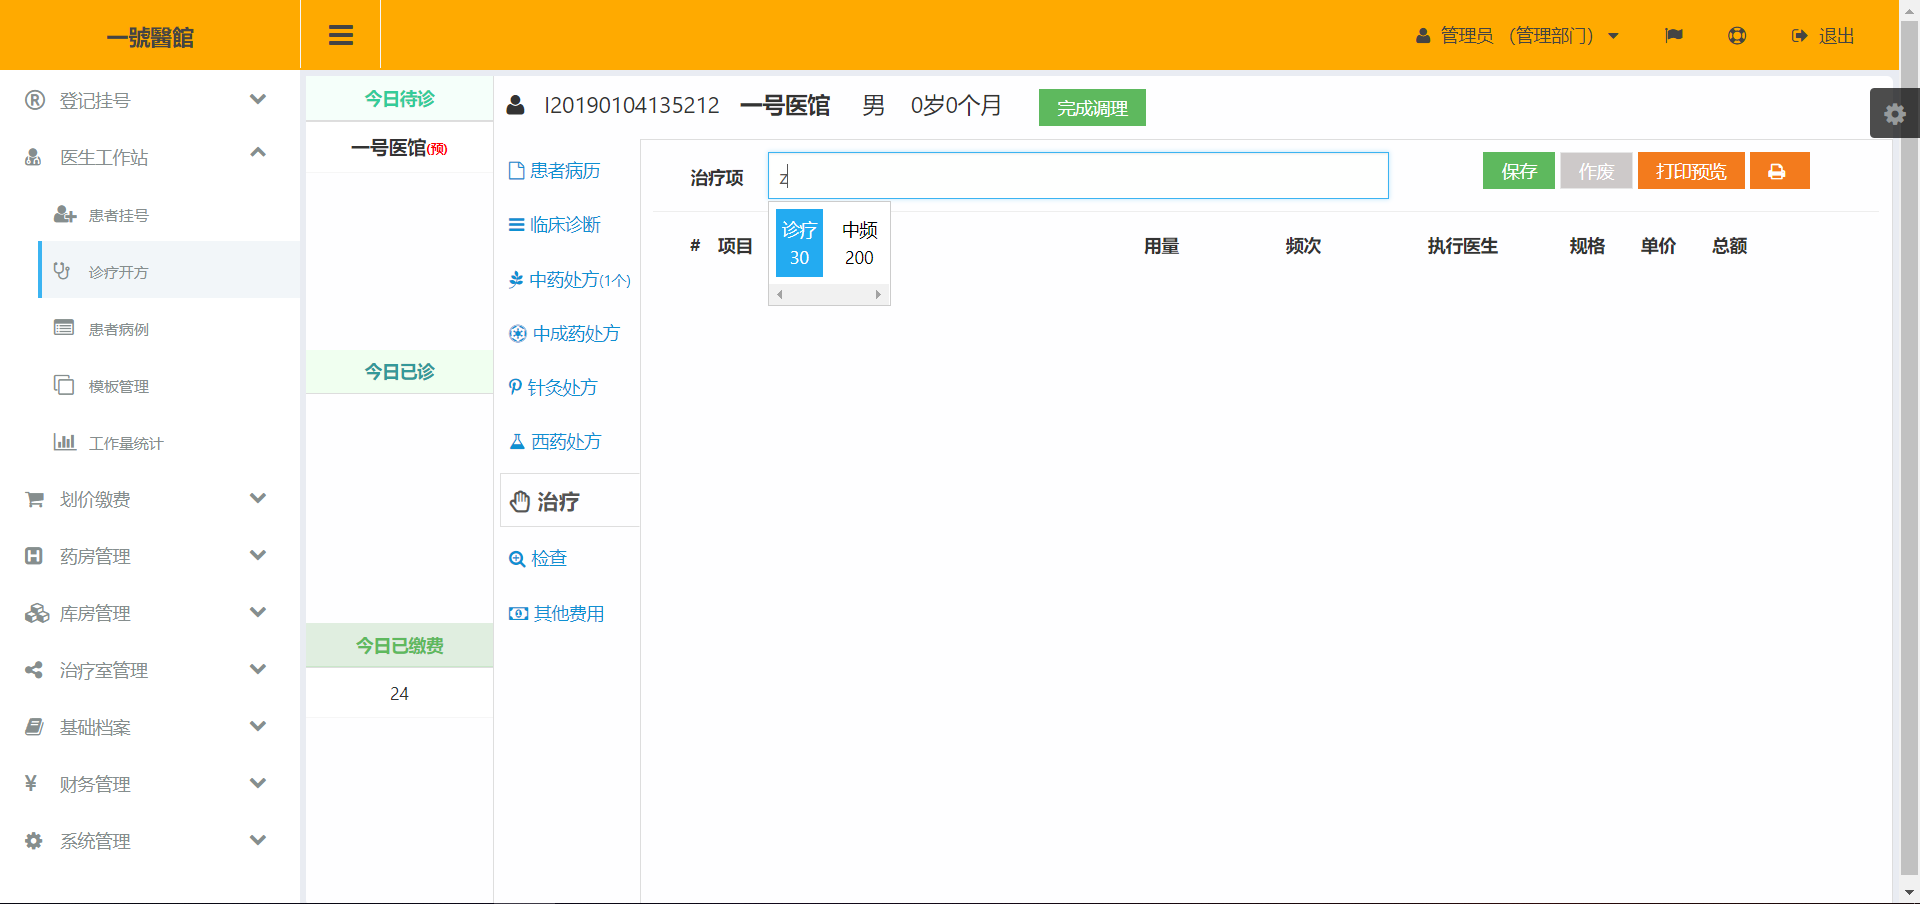 一號醫館
管理员 （管理部门）
退出
登记挂号
医生工作站
患者挂号
诊疗开方
患者病例
模板管理
工作量统计
划价缴费
药房管理
库房管理
治疗室管理
基础档案
财务管理
系统管理
今日待诊
一号医馆(预)
今日已诊
今日已缴费
24
I20190104135212 一号医馆 男 0岁0个月 完成调理
患者病历
临床诊断
中药处方(1个)
中成药处方
针灸处方
西药处方
治疗
检查
其他费用
治疗项 z
保存 作废 打印预览
诊疗 中频
30 200
# 项目 用量 频次 执行医生 规格 单价 总额